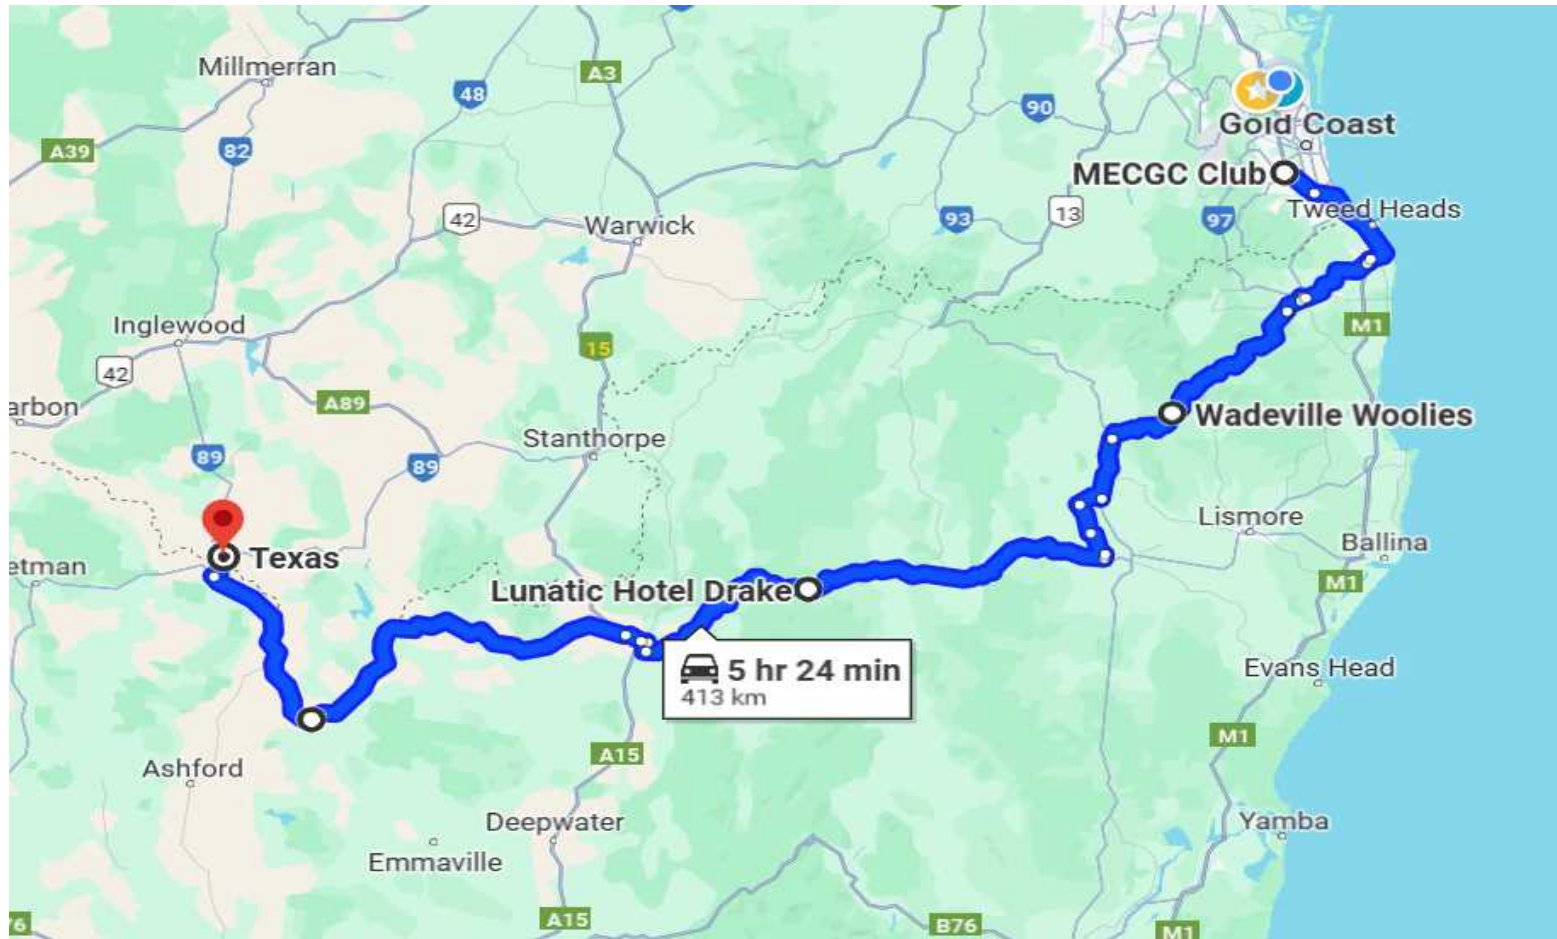 Millmerran
A3
48
90
Gold Coast
A39
82
MECGC Club
42
Warwick
93
13
97
Tweed Heads
Inglewood
M1
15
42
A89
arbon
Wadeville Woolies
Stanthorpe
89
89
Lismore
Ballina
Texas
etman
M1
Lunatic Hotel Drake
5 hr 24 min
413 km
Evans Head
M1
A15
Ashford
Deepwater
Yamba
Emmaville
A15
B76
76
M1